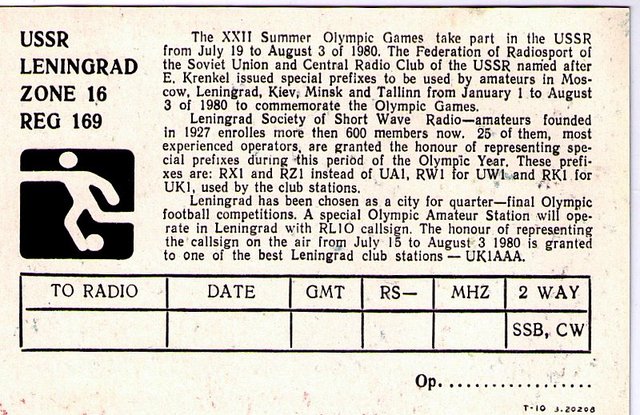 USSR
LENINGRAD
ZONE 16
REG 169
The XXII Summer Olympic Games take part in the USSR
from July 19 to August 3 of 1980. The Federation of Radiosport of
the Soviet Union and Central Radio Club of the USSR named after
E. Krenkel issued special prefixes to be used by amateurs in Mos-
cow, Leningrad, Kiev, Minsk and Tallinn from January 1 to August
3 of 1980 to commemorate the Olympic Games.
Leningrad Society of Short Wave Radio—amateurs founded
in 1927 enrolles more then 600 members now. 25 of them, most
experienced operators, are granted the honour of representing spe-
cial prefixes during this period of the Olympic Year. These prefi-
xes are: RX1 and RZ1 instead of UA1, RW1 for UW1 and RK1 for
UK1, used by the club stations.
Leningrad has been chosen as a city for quarter—final Olympic
football competitions. A special Olympic Amateur Station will ope-
rate in Leningrad with RL1O callsign. The honour of representing
the callsign on the air from July 15 to August 3 1980 is granted
to one of the best Leningrad club stations — UK1AAA.
TO RADIO DATE GMT RS— MHZ 2 WAY
SSB, CW
Op.................
T-10 3.20208